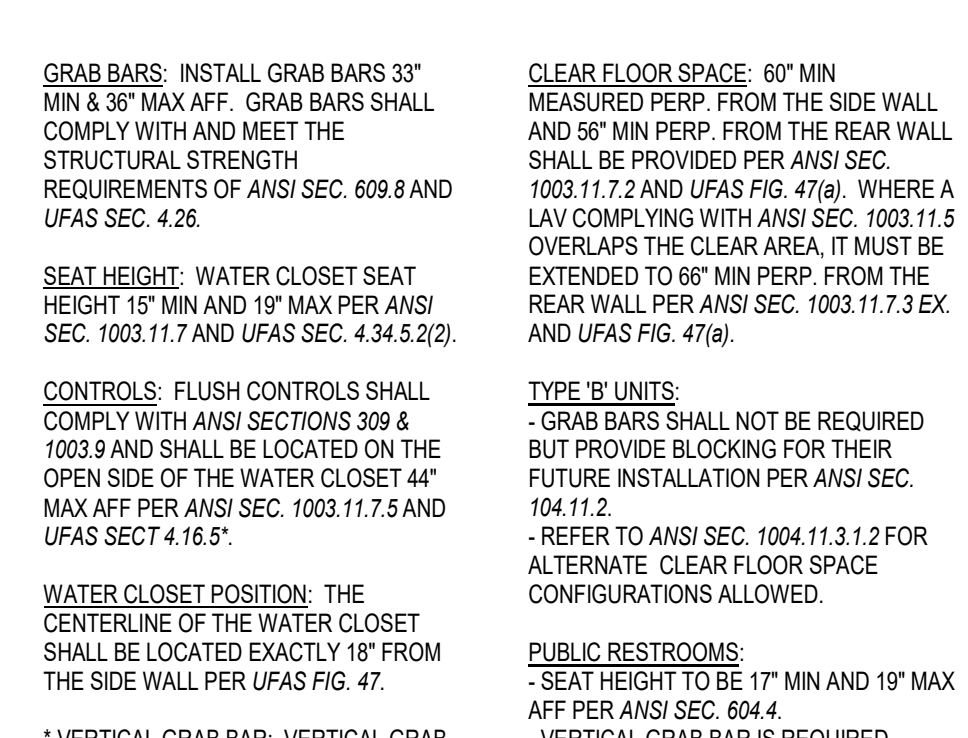 GRAB BARS: INSTALL GRAB BARS 33"
MIN & 36" MAX AFF. GRAB BARS SHALL
COMPLY WITH AND MEET THE
STRUCTURAL STRENGTH
REQUIREMENTS OF ANSI SEC. 609.8 AND
UFAS SEC. 4.26.
SEAT HEIGHT: WATER CLOSET SEAT
HEIGHT 15" MIN AND 19" MAX PER ANSI
SEC. 1003.11.7 AND UFAS SEC. 4.34.5.2(2).
CONTROLS: FLUSH CONTROLS SHALL
COMPLY WITH ANSI SECTIONS 309 &
1003.9 AND SHALL BE LOCATED ON THE
OPEN SIDE OF THE WATER CLOSET 44"
MAX AFF PER ANSI SEC. 1003.11.7.5 AND
UFAS SECT 4.16.5*.
WATER CLOSET POSITION: THE
CENTERLINE OF THE WATER CLOSET
SHALL BE LOCATED EXACTLY 18" FROM
THE SIDE WALL PER UFAS FIG. 47.
* VERTICAL GRAB BAR: VERTICAL GRAB
CLEAR FLOOR SPACE: 60" MIN
MEASURED PERP. FROM THE SIDE WALL
AND 56" MIN PERP. FROM THE REAR WALL
SHALL BE PROVIDED PER ANSI SEC.
1003.11.7.2 AND UFAS FIG. 47(a). WHERE A
LAV COMPLYING WITH ANSI SEC. 1003.11.5
OVERLAPS THE CLEAR AREA, IT MUST BE
EXTENDED TO 66" MIN PERP. FROM THE
REAR WALL PER ANSI SEC. 1003.11.7.3 EX.
AND UFAS FIG. 47(a).
TYPE 'B' UNITS:
- GRAB BARS SHALL NOT BE REQUIRED
BUT PROVIDE BLOCKING FOR THEIR
FUTURE INSTALLATION PER ANSI SEC.
104.11.2.
- REFER TO ANSI SEC. 1004.11.3.1.2 FOR
ALTERNATE CLEAR FLOOR SPACE
CONFIGURATIONS ALLOWED.
PUBLIC RESTROOMS:
- SEAT HEIGHT TO BE 17" MIN AND 19" MAX
AFF PER ANSI SEC. 604.4.
- VERTICAL GRAB BAR IS REQUIRED